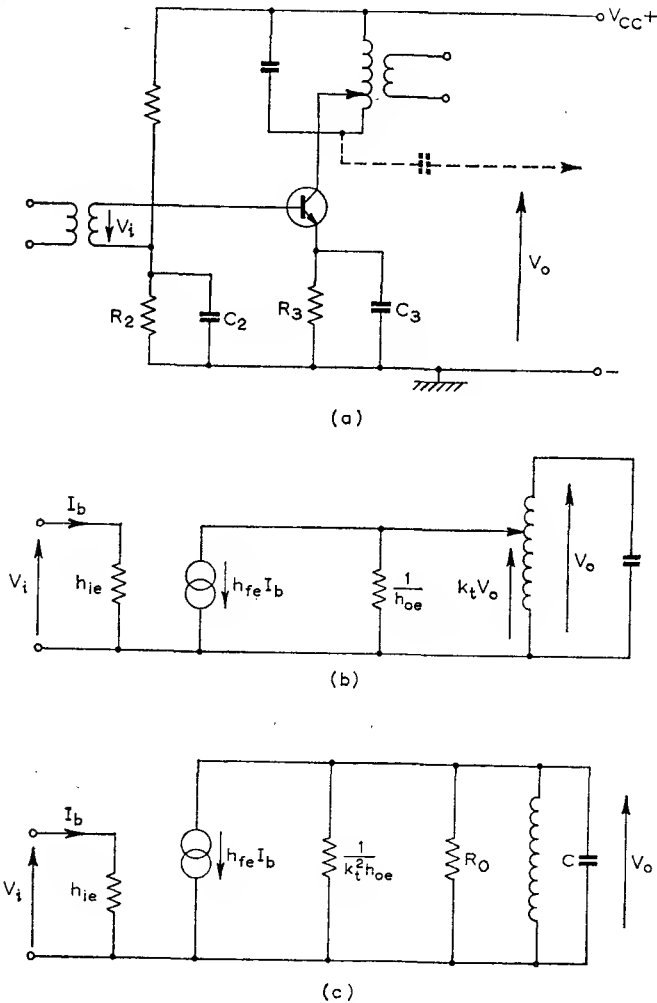 V_CC+
V_i
V_o
R_2
C_2
R_3
C_3
−
(a)
I_b
V_i
h_ie
h_fe I_b
1/h_oe
k_t V_o
V_o
(b)
I_b
V_i
h_ie
h_fe I_b
1/k_t^2 h_oe
R_O
C
V_o
(c)